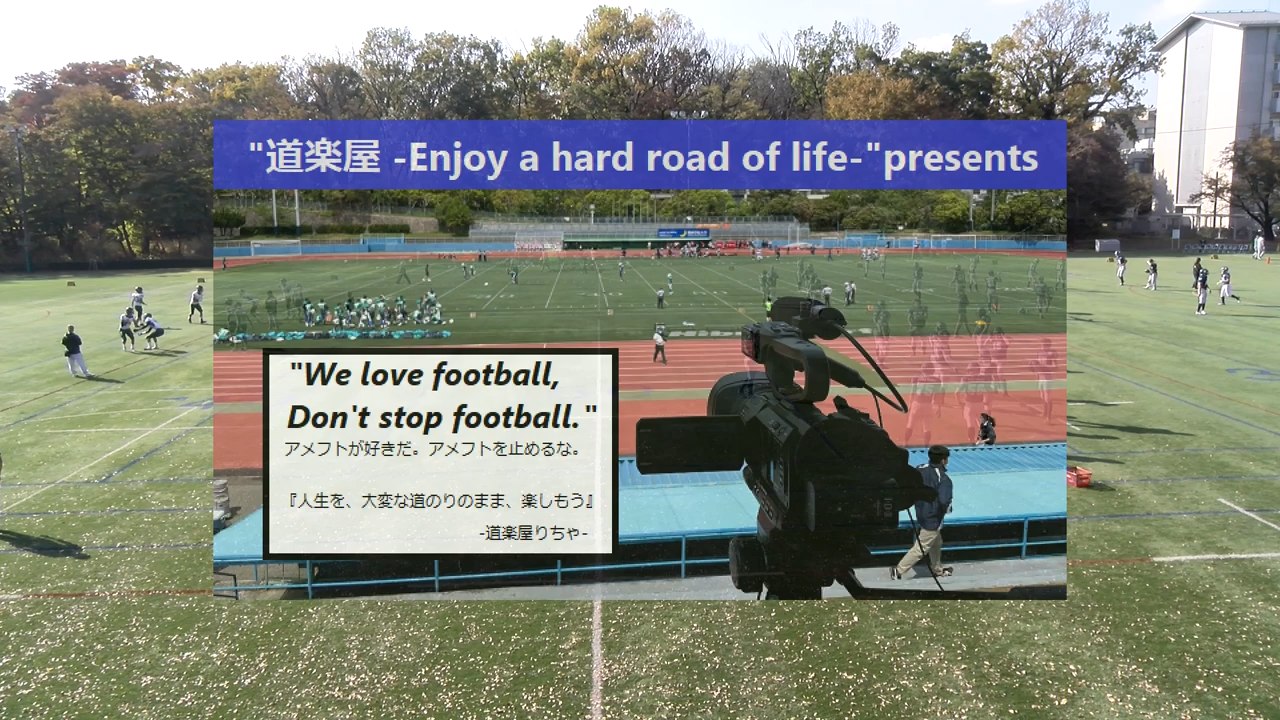 "道楽屋 -Enjoy a hard road of life-"presents
"We love football,
Don't stop football."
アメフトが好きだ。アメフトを止めるな。
『人生を、大変な道のりのまま、楽しもう』
-道楽屋りちゃ-